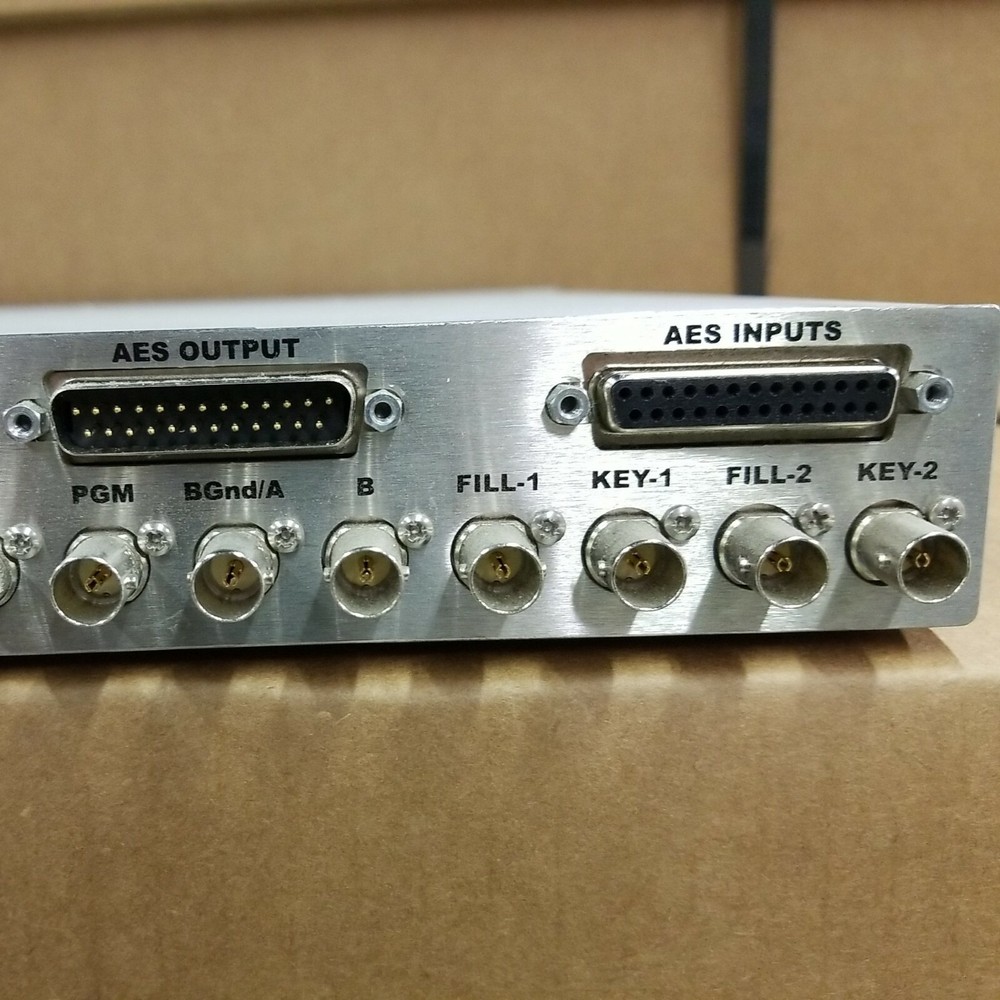 AES OUTPUT
AES INPUTS
PGM
BGnd/A
B
FILL-1
KEY-1
FILL-2
KEY-2